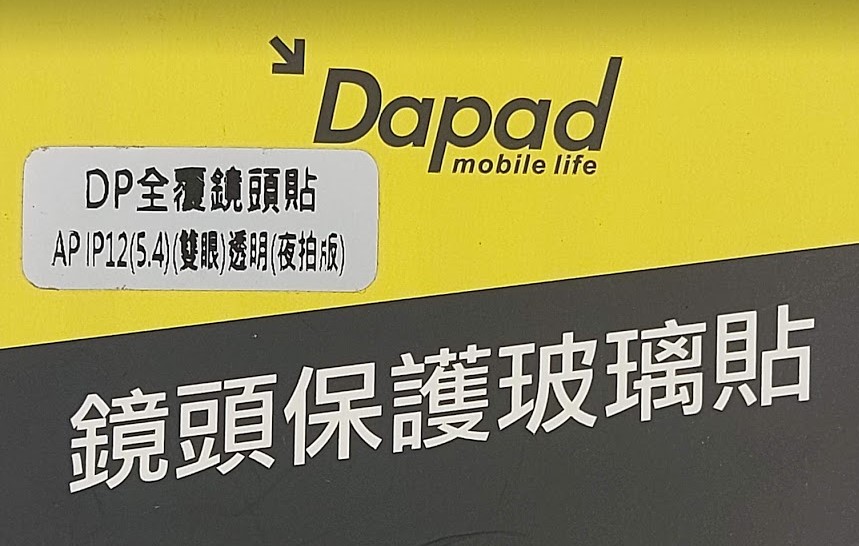 Dapad
mobile life
DP全覆鏡頭貼
AP IP12(5.4)(雙眼)透明(夜拍版)
鏡頭保護玻璃貼